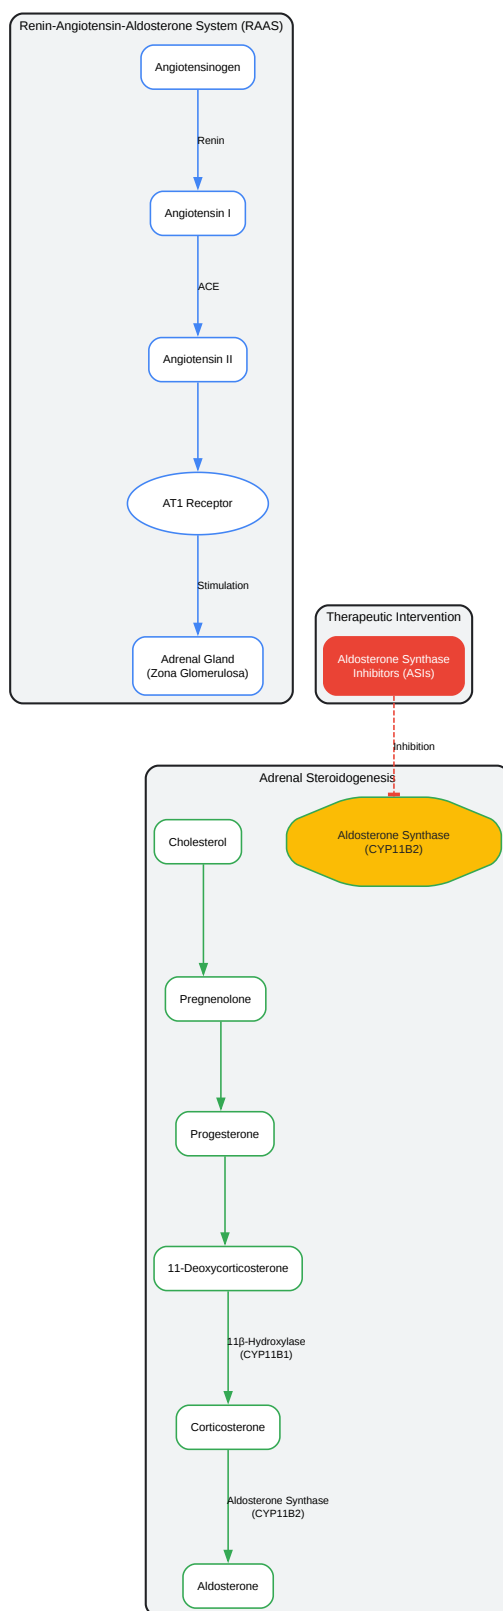 Renin-Angiotensin-Aldosterone System (RAAS)
Angiotensinogen
Renin
Angiotensin I
ACE
Angiotensin II
AT1 Receptor
Stimulation
Adrenal Gland
(Zona Glomerulosa)
Therapeutic Intervention
Aldosterone Synthase
Inhibitors (ASIs)
Inhibition
Adrenal Steroidogenesis
Aldosterone Synthase
(CYP11B2)
Cholesterol
Pregnenolone
Progesterone
11-Deoxycorticosterone
11β-Hydroxylase
(CYP11B1)
Corticosterone
Aldosterone Synthase
(CYP11B2)
Aldosterone